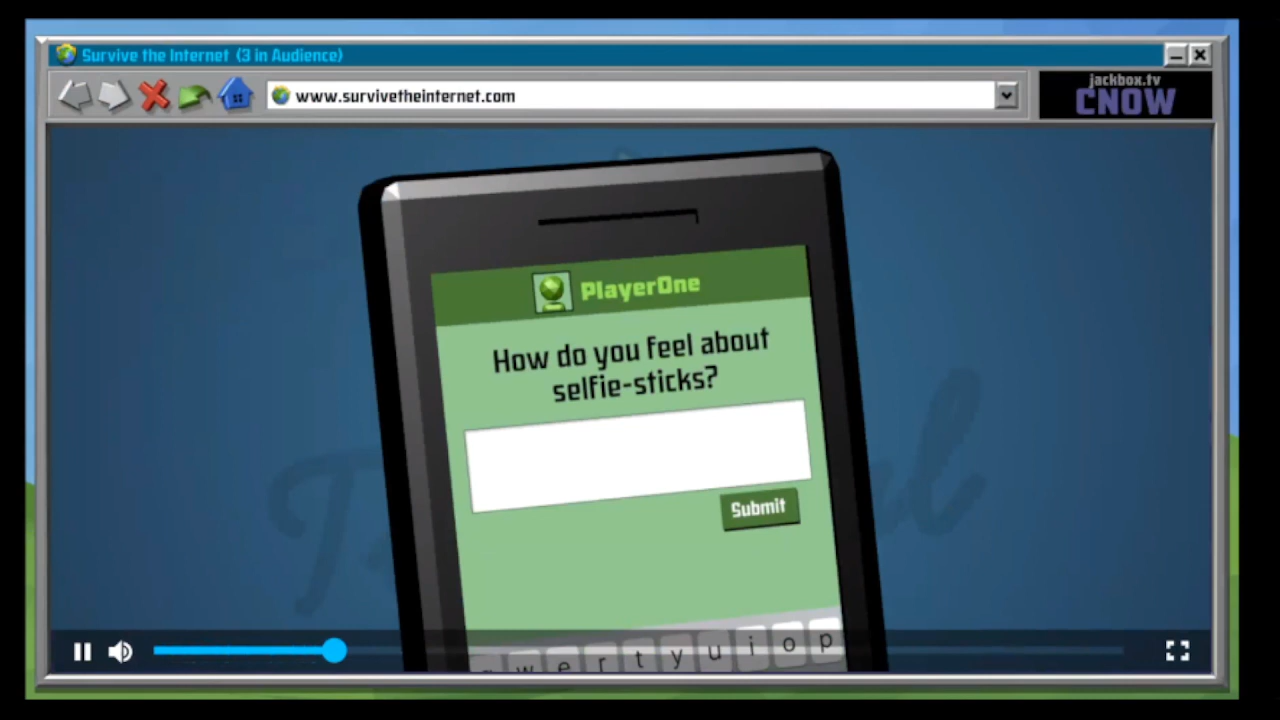 Survive the Internet (3 in Audience)
www.survivetheinternet.com
jackbox.tv
CNOW
PlayerOne
How do you feel about
selfie-sticks?
Submit
q w e r t y u i o p